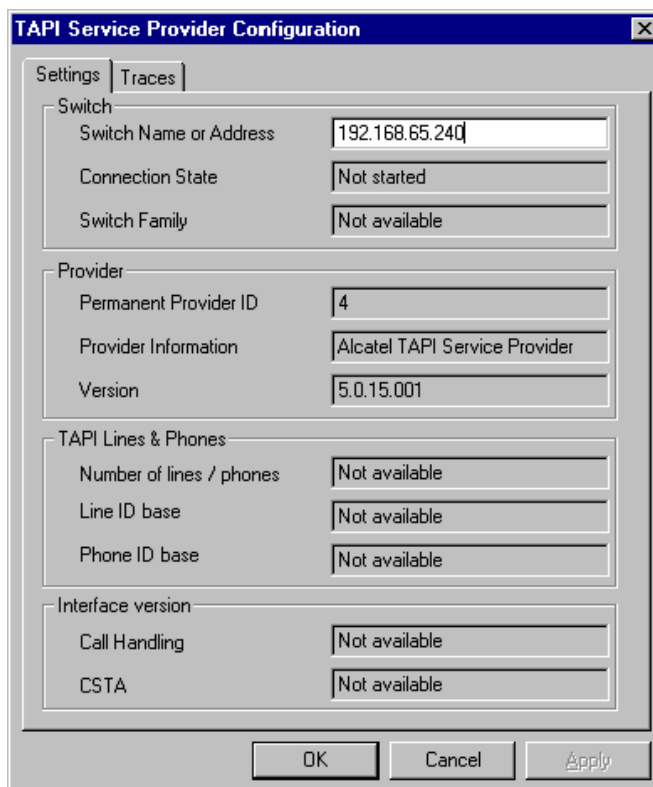 TAPI Service Provider Configuration
Settings Traces
Switch
Switch Name or Address 192.168.65.240
Connection State Not started
Switch Family Not available
Provider
Permanent Provider ID 4
Provider Information Alcatel TAPI Service Provider
Version 5.0.15.001
TAPI Lines & Phones
Number of lines / phones Not available
Line ID base Not available
Phone ID base Not available
Interface version
Call Handling Not available
CSTA Not available
OK Cancel Apply